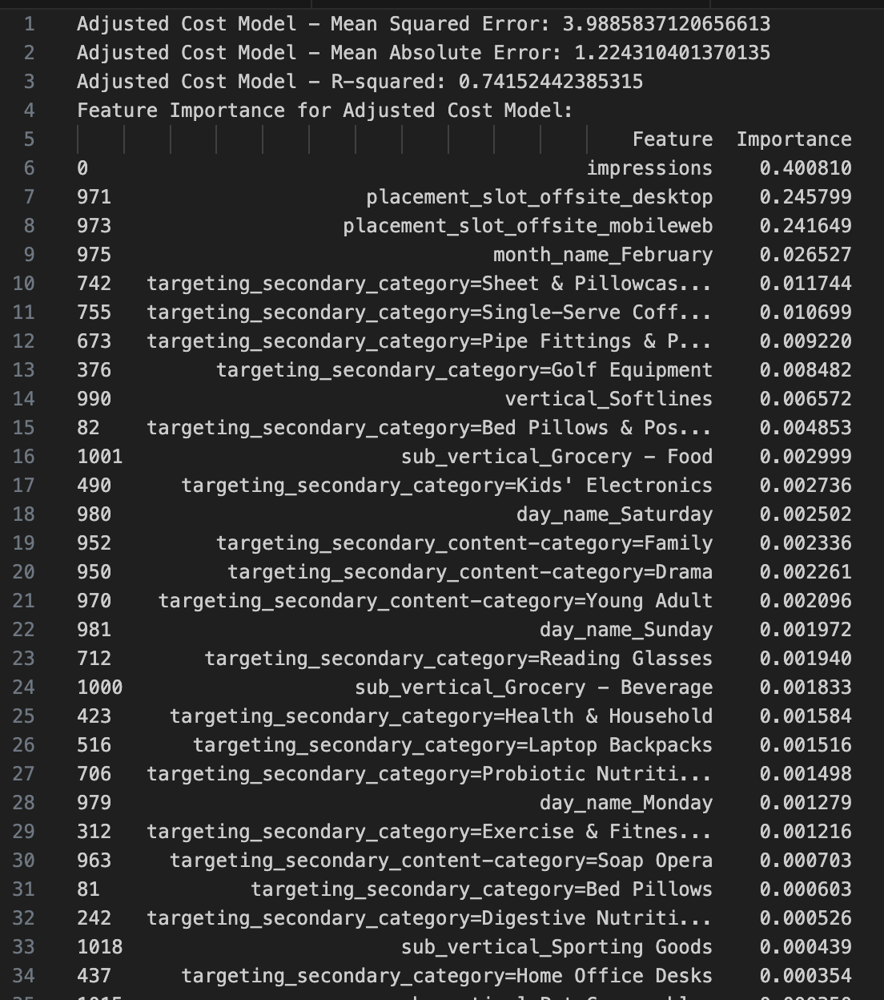 1 Adjusted Cost Model – Mean Squared Error: 3.9885837120656613
2 Adjusted Cost Model – Mean Absolute Error: 1.224310401370135
3 Adjusted Cost Model – R-squared: 0.74152442385315
4 Feature Importance for Adjusted Cost Model:
5 Feature Importance
6 0 impressions 0.400810
7 971 placement_slot_offsite_desktop 0.245799
8 973 placement_slot_offsite_mobileweb 0.241649
9 975 month_name_February 0.026527
10 742 targeting_secondary_category=Sheet & Pillowcas... 0.011744
11 755 targeting_secondary_category=Single-Serve Coff... 0.010699
12 673 targeting_secondary_category=Pipe Fittings & P... 0.009220
13 376 targeting_secondary_category=Golf Equipment 0.008482
14 990 vertical_Softlines 0.006572
15 82 targeting_secondary_category=Bed Pillows & Pos... 0.004853
16 1001 sub_vertical_Grocery – Food 0.002999
17 490 targeting_secondary_category=Kids' Electronics 0.002736
18 980 day_name_Saturday 0.002502
19 952 targeting_secondary_content-category=Family 0.002336
20 950 targeting_secondary_content-category=Drama 0.002261
21 970 targeting_secondary_content-category=Young Adult 0.002096
22 981 day_name_Sunday 0.001972
23 712 targeting_secondary_category=Reading Glasses 0.001940
24 1000 sub_vertical_Grocery – Beverage 0.001833
25 423 targeting_secondary_category=Health & Household 0.001584
26 516 targeting_secondary_category=Laptop Backpacks 0.001516
27 706 targeting_secondary_category=Probiotic Nutriti... 0.001498
28 979 day_name_Monday 0.001279
29 312 targeting_secondary_category=Exercise & Fitnes... 0.001216
30 963 targeting_secondary_content-category=Soap Opera 0.000703
31 81 targeting_secondary_category=Bed Pillows 0.000603
32 242 targeting_secondary_category=Digestive Nutriti... 0.000526
33 1018 sub_vertical_Sporting Goods 0.000439
34 437 targeting_secondary_category=Home Office Desks 0.000354